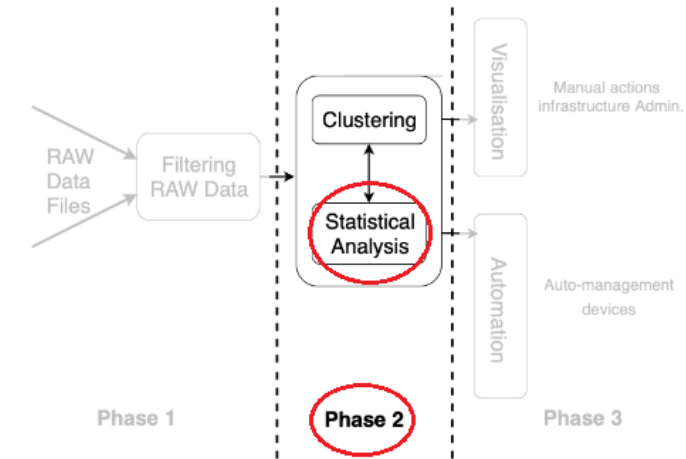 RAW
Data
Files
Filtering
RAW Data
Clustering
Statistical
Analysis
Visualisation
Manual actions
infrastructure Admin.
Automation
Auto-management
devices
Phase 1
Phase 2
Phase 3